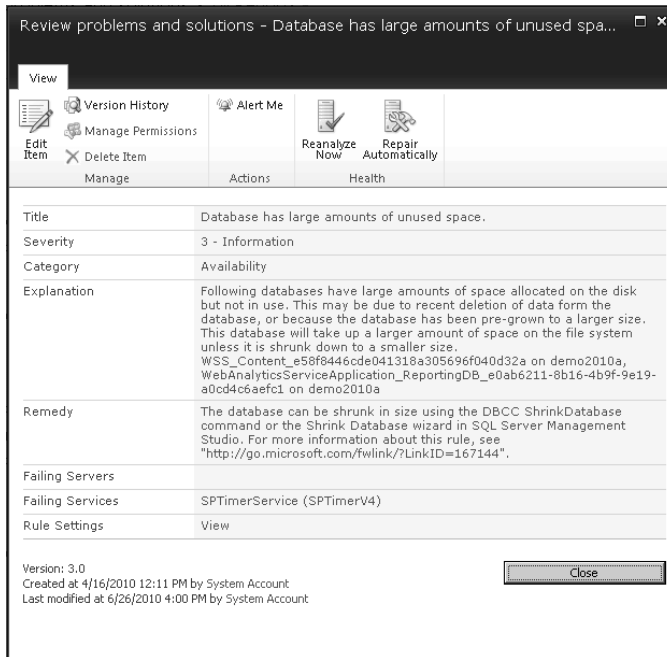 Review problems and solutions - Database has large amounts of unused spa...
View
Edit Item
Version History
Manage Permissions
Delete Item
Manage
Alert Me
Actions
Reanalyze Now
Repair Automatically
Health
Title Database has large amounts of unused space.
Severity 3 - Information
Category Availability
Explanation Following databases have large amounts of space allocated on the disk
but not in use. This may be due to recent deletion of data form the
database, or because the database has been pre-grown to a larger size.
This database will take up a larger amount of space on the file system
unless it is shrunk down to a smaller size.
WSS_Content_e58f8446cde041318a305696f040d32a on demo2010a,
WebAnalyticsServiceApplication_ReportingDB_e0ab6211-8b16-4b9f-9e19-
a0cd4c6aefc1 on demo2010a
Remedy The database can be shrunk in size using the DBCC ShrinkDatabase
command or the Shrink Database wizard in SQL Server Management
Studio. For more information about this rule, see
"http://go.microsoft.com/fwlink/?LinkID=167144".
Failing Servers
Failing Services SPTimerService (SPTimerV4)
Rule Settings View
Version: 3.0
Created at 4/16/2010 12:11 PM by System Account
Last modified at 6/26/2010 4:00 PM by System Account
Close